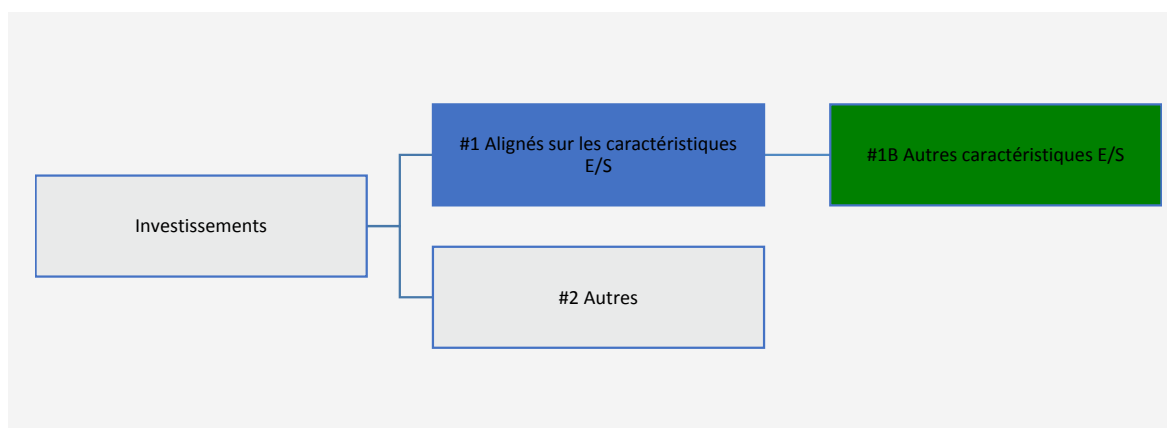 #1 Alignés sur les caractéristiques
E/S
#1B Autres caractéristiques E/S
Investissements
#2 Autres